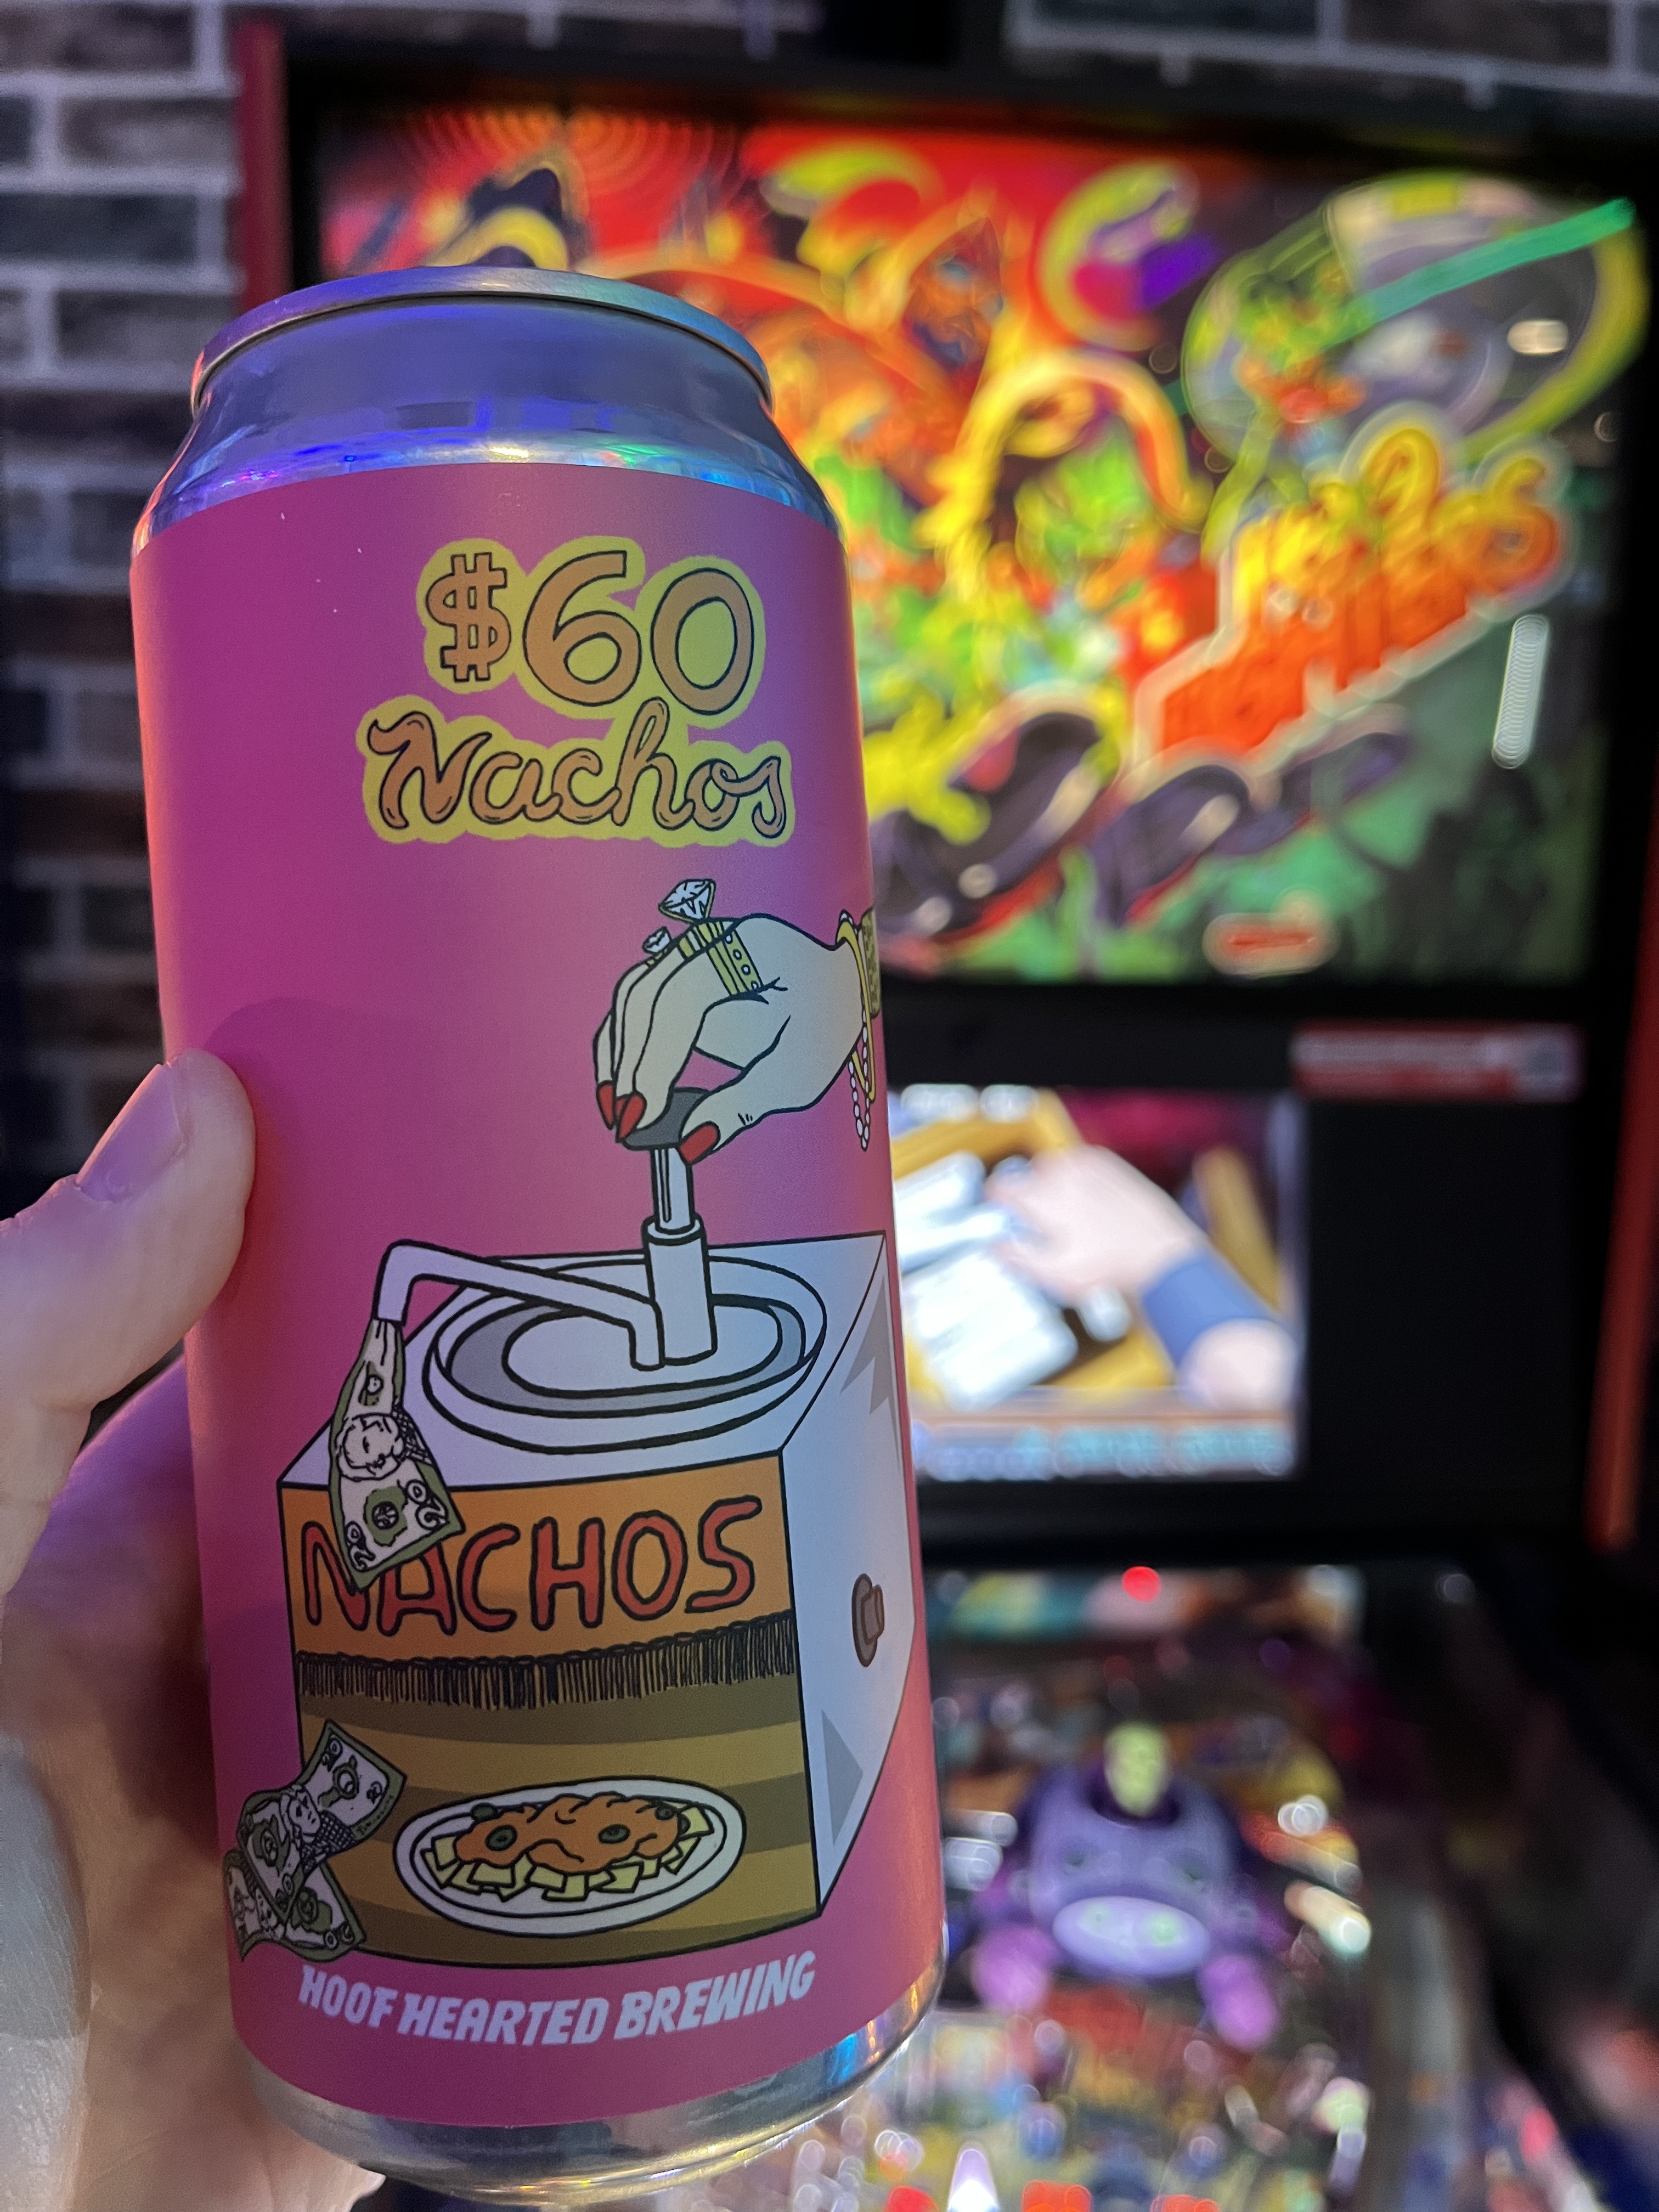 $60
Nachos
NACHOS
HOOF HEARTED BREWING